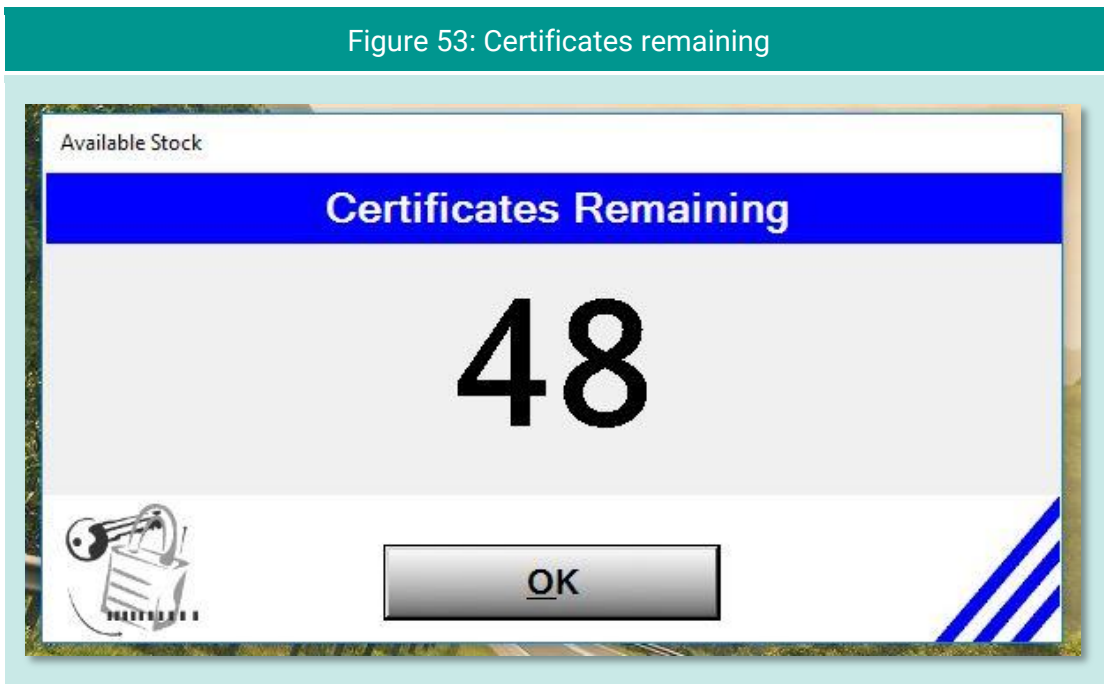 Figure 53: Certificates remaining
Available Stock
Certificates Remaining
48
OK